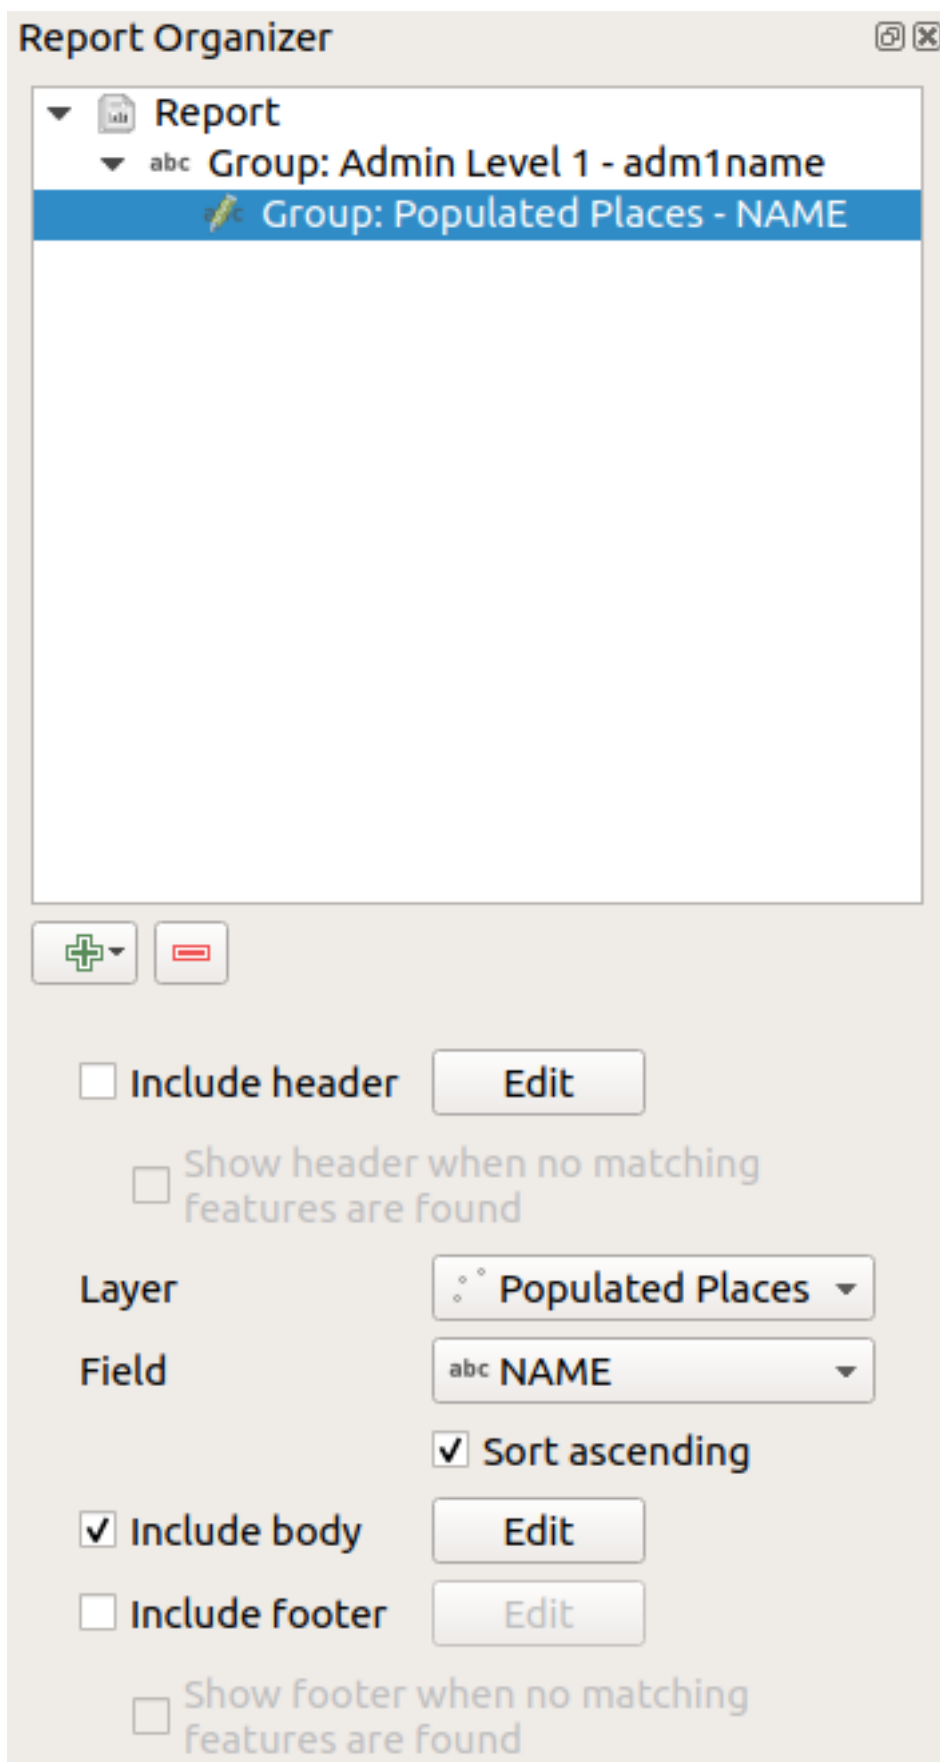 Report Organizer
Report
abc Group: Admin Level 1 - adm1name
Group: Populated Places - NAME
Include header Edit
Show header when no matching
features are found
Layer Populated Places
Field abc NAME
Sort ascending
Include body Edit
Include footer Edit
Show footer when no matching
features are found